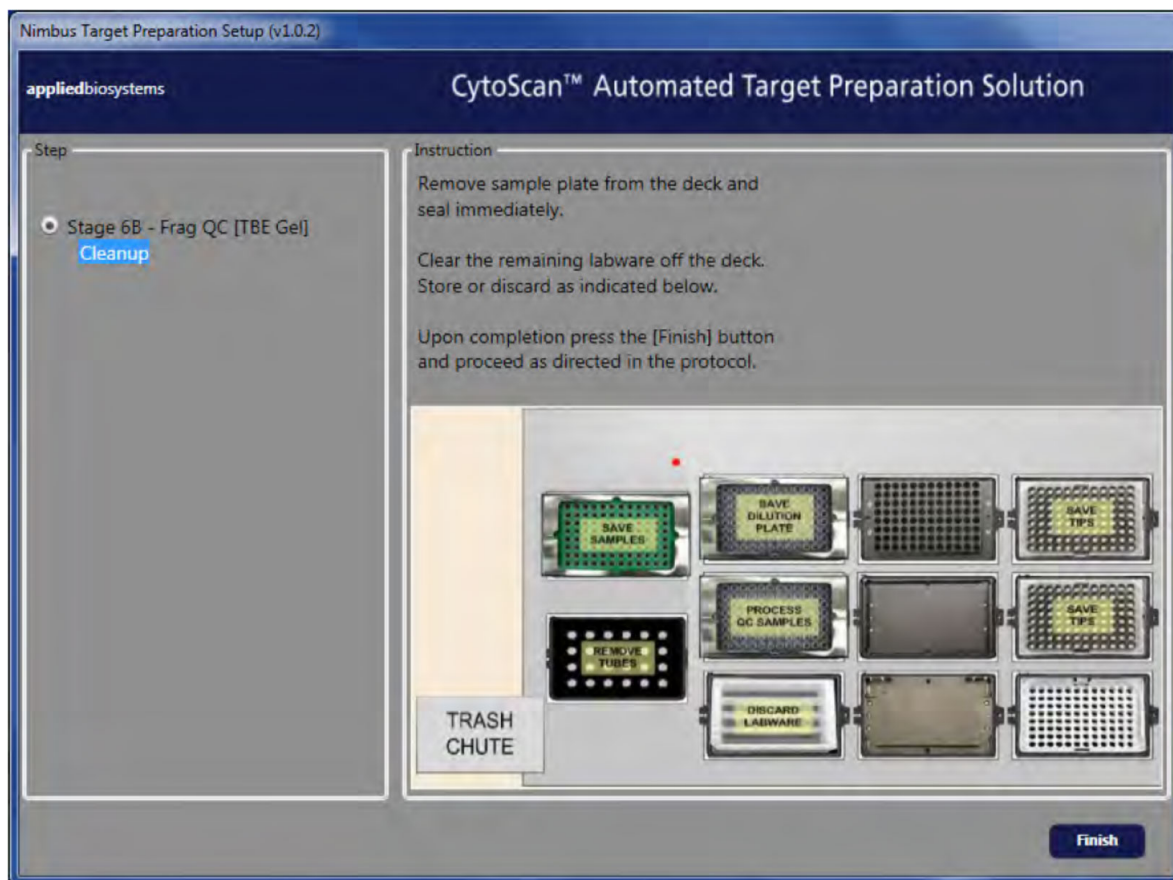 Nimbus Target Preparation Setup (v1.0.2)
appliedbiosystems
CytoScan™ Automated Target Preparation Solution
Step
Stage 6B - Frag QC [TBE Gel]
Cleanup
Instruction
Remove sample plate from the deck and
seal immediately.
Clear the remaining labware off the deck.
Store or discard as indicated below.
Upon completion press the [Finish] button
and proceed as directed in the protocol.
SAVE
SAMPLES
SAVE
DILUTION
PLATE
SAVE
TIPS
REMOVE
TUBES
PROCESS
QC SAMPLES
SAVE
TIPS
DISCARD
LABWARE
TRASH
CHUTE
Finish